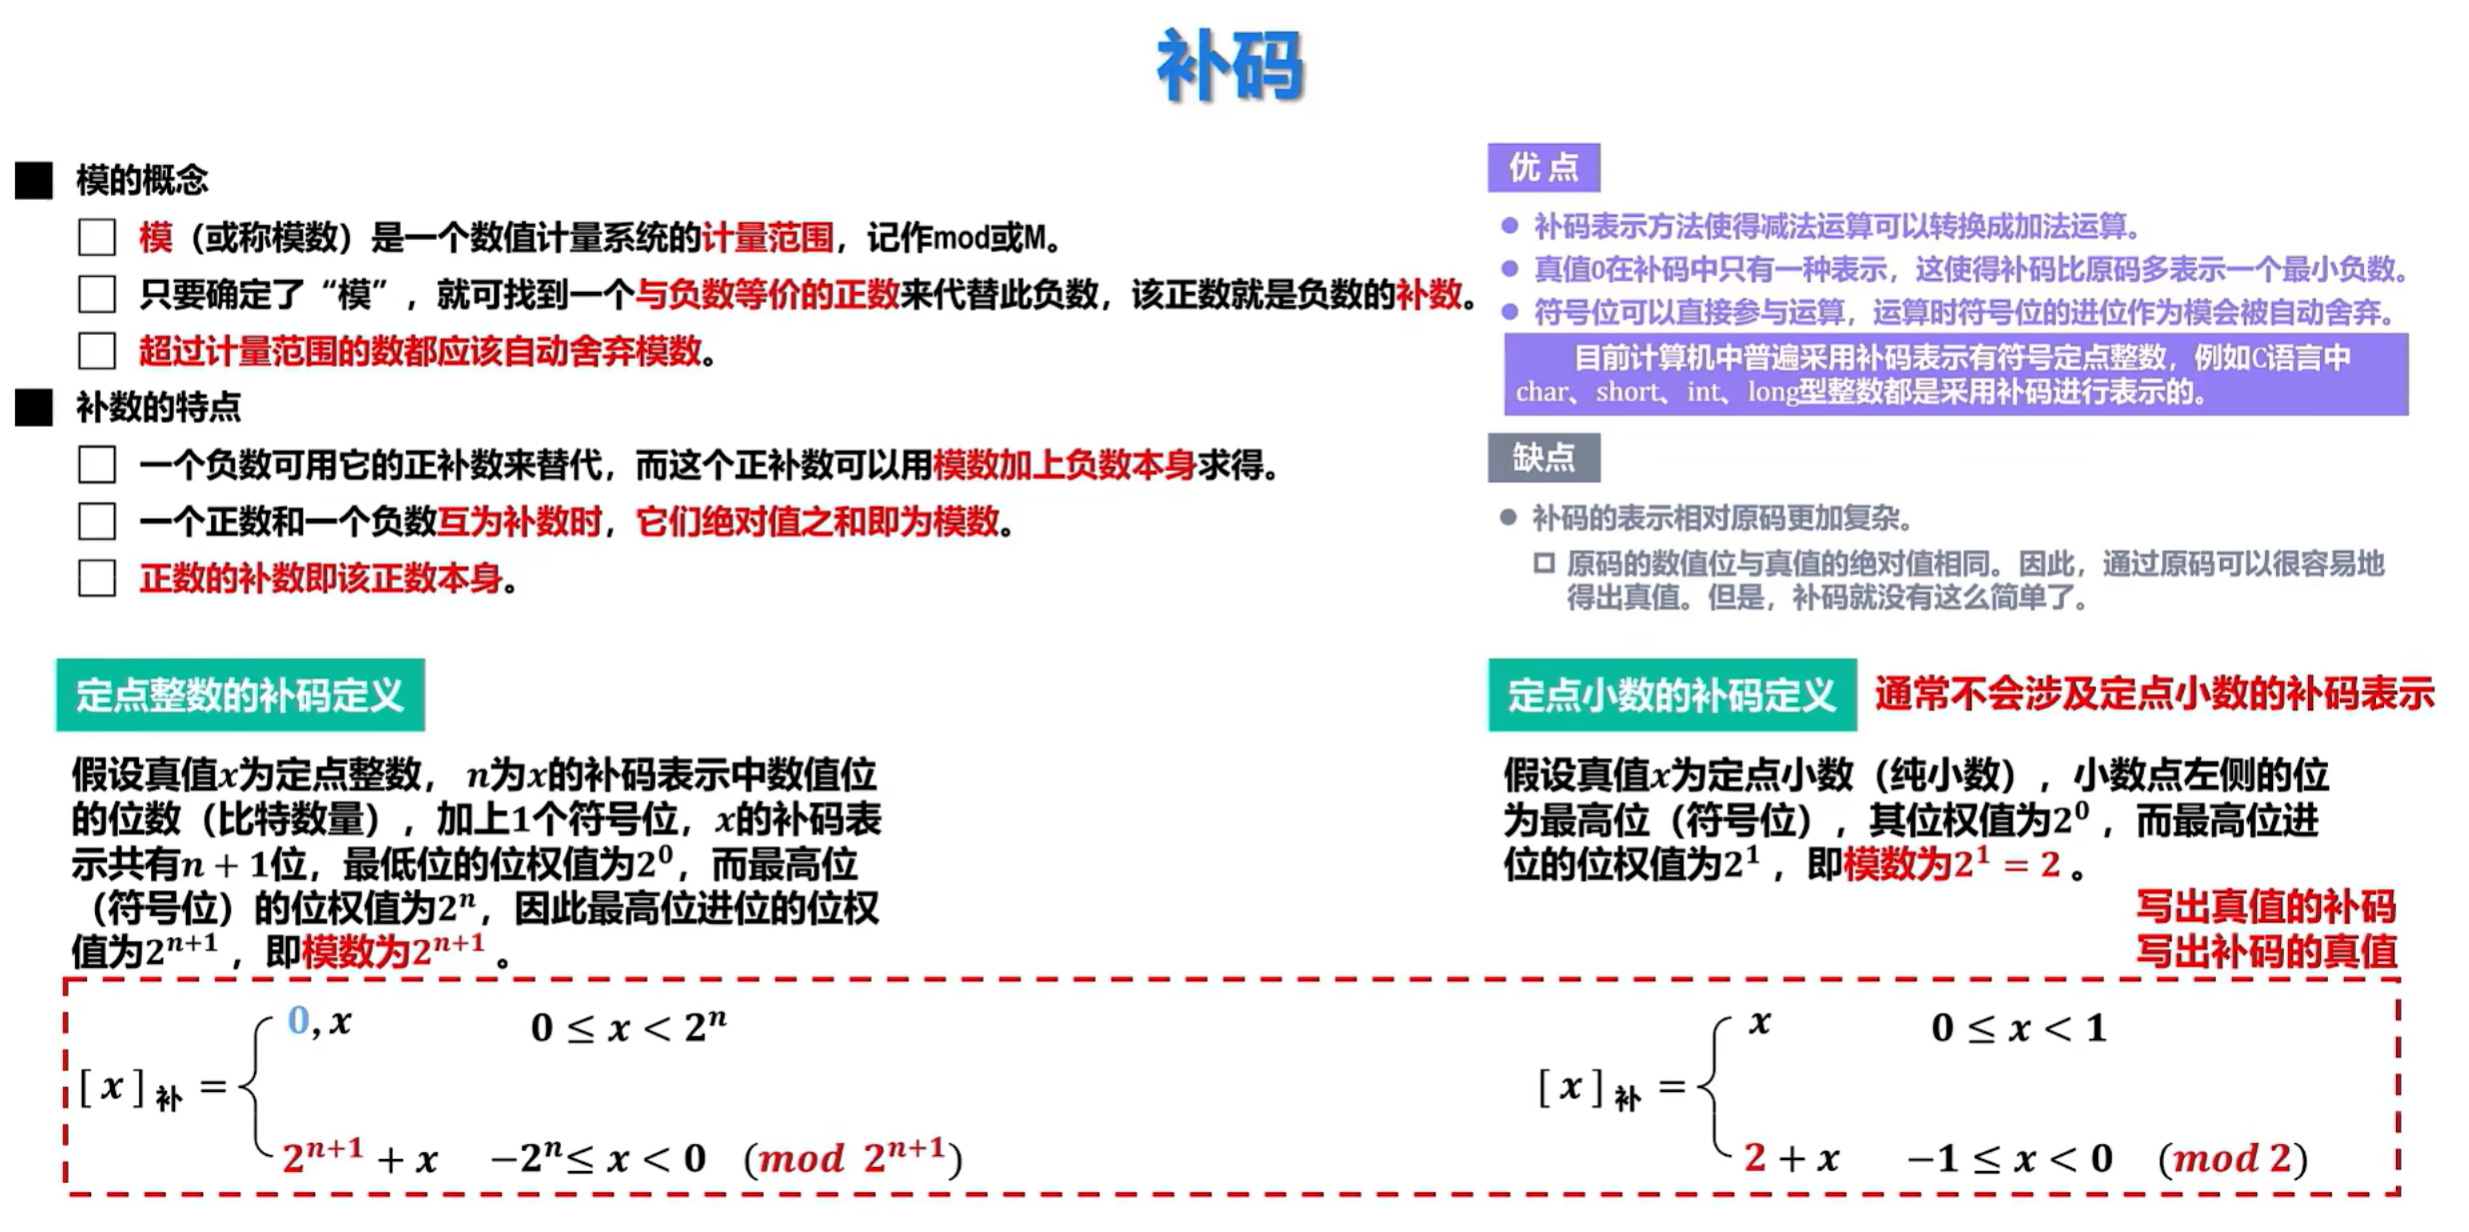 补码
模的概念
模（或称模数）是一个数值计量系统的计量范围，记作mod或M。
只要确定了“模”，就可找到一个与负数等价的正数来代替此负数，该正数就是负数的补数。
超过计量范围的数都应该自动舍弃模数。
补数的特点
一个负数可用它的正补数来替代，而这个正补数可以用模数加上负数本身求得。
一个正数和一个负数互为补数时，它们绝对值之和即为模数。
正数的补数即该正数本身。
优点
补码表示方法使得减法运算可以转换成加法运算。
真值0在补码中只有一种表示，这使得补码比原码多表示一个最小负数。
符号位可以直接参与运算，运算时符号位的进位作为模会被自动舍弃。
目前计算机中普遍采用补码表示有符号定点整数，例如C语言中
char、short、int、long型整数都是采用补码进行表示的。
缺点
补码的表示相对原码更加复杂。
原码的数值位与真值的绝对值相同。因此，通过原码可以很容易地
得出真值。但是，补码就没有这么简单了。
定点整数的补码定义
假设真值x为定点整数， n为x的补码表示中数值位
的位数（比特数量），加上1个符号位，x的补码表
示共有n + 1位，最低位的位权值为2⁰，而最高位
（符号位）的位权值为2ⁿ，因此最高位进位的位权
值为2ⁿ⁺¹，即模数为2ⁿ⁺¹。
定点小数的补码定义 通常不会涉及定点小数的补码表示
假设真值x为定点小数（纯小数），小数点左侧的位
为最高位（符号位），其位权值为2⁰，而最高位进
位的位权值为2¹，即模数为2¹ = 2。
写出真值的补码
写出补码的真值
0, x 0 ≤ x < 2ⁿ
[ x ]补 =
2ⁿ⁺¹ + x −2ⁿ ≤ x < 0 (mod 2ⁿ⁺¹)
x 0 ≤ x < 1
[ x ]补 =
2 + x −1 ≤ x < 0 (mod 2)